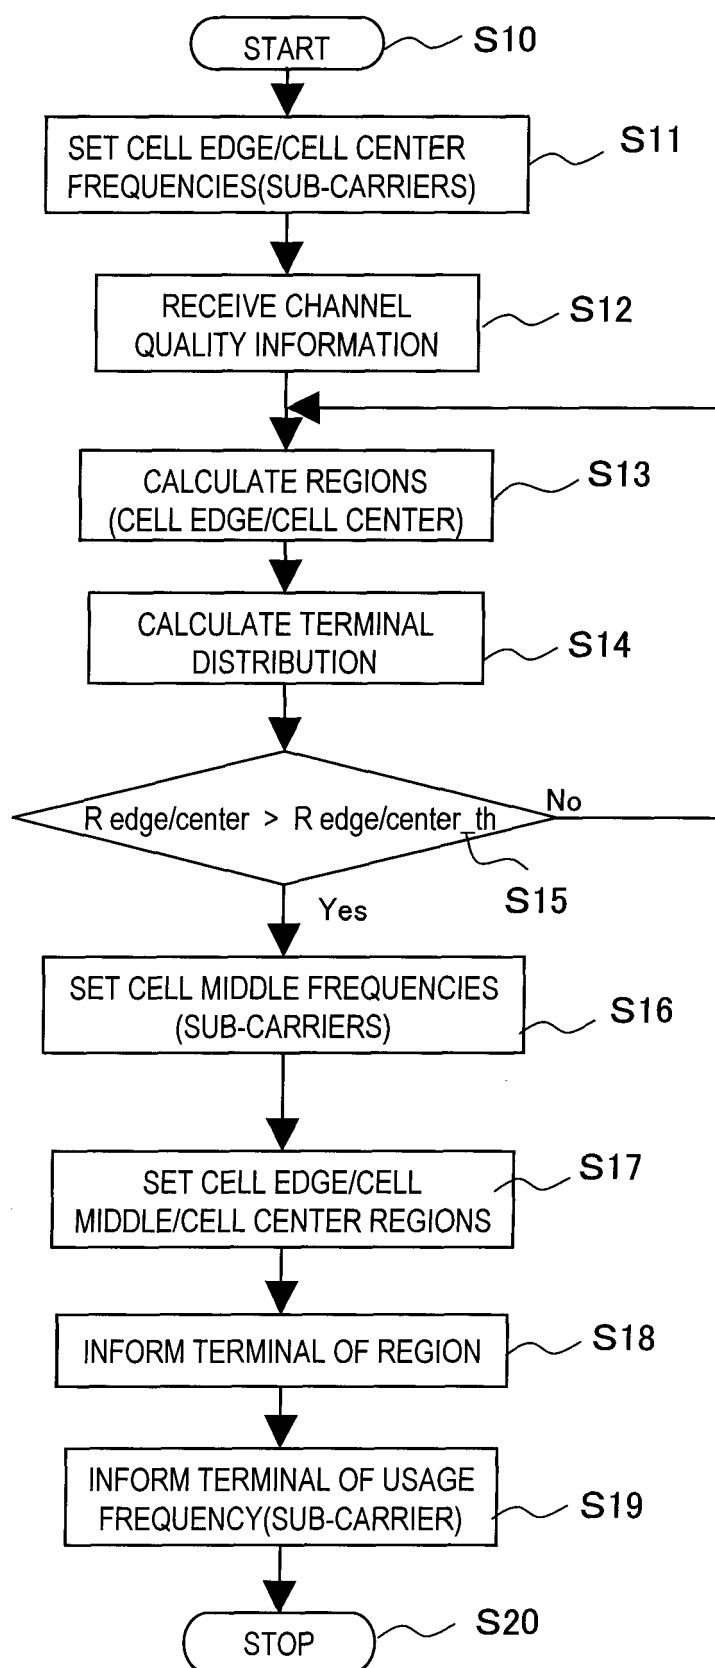 START
S10
SET CELL EDGE/CELL CENTER
FREQUENCIES(SUB-CARRIERS)
S11
RECEIVE CHANNEL
QUALITY INFORMATION
S12
CALCULATE REGIONS
(CELL EDGE/CELL CENTER)
S13
CALCULATE TERMINAL
DISTRIBUTION
S14
R edge/center > R edge/center_th
No
S15
Yes
SET CELL MIDDLE FREQUENCIES
(SUB-CARRIERS)
S16
SET CELL EDGE/CELL
MIDDLE/CELL CENTER REGIONS
S17
INFORM TERMINAL OF REGION
S18
INFORM TERMINAL OF USAGE
FREQUENCY(SUB-CARRIER)
S19
STOP
S20